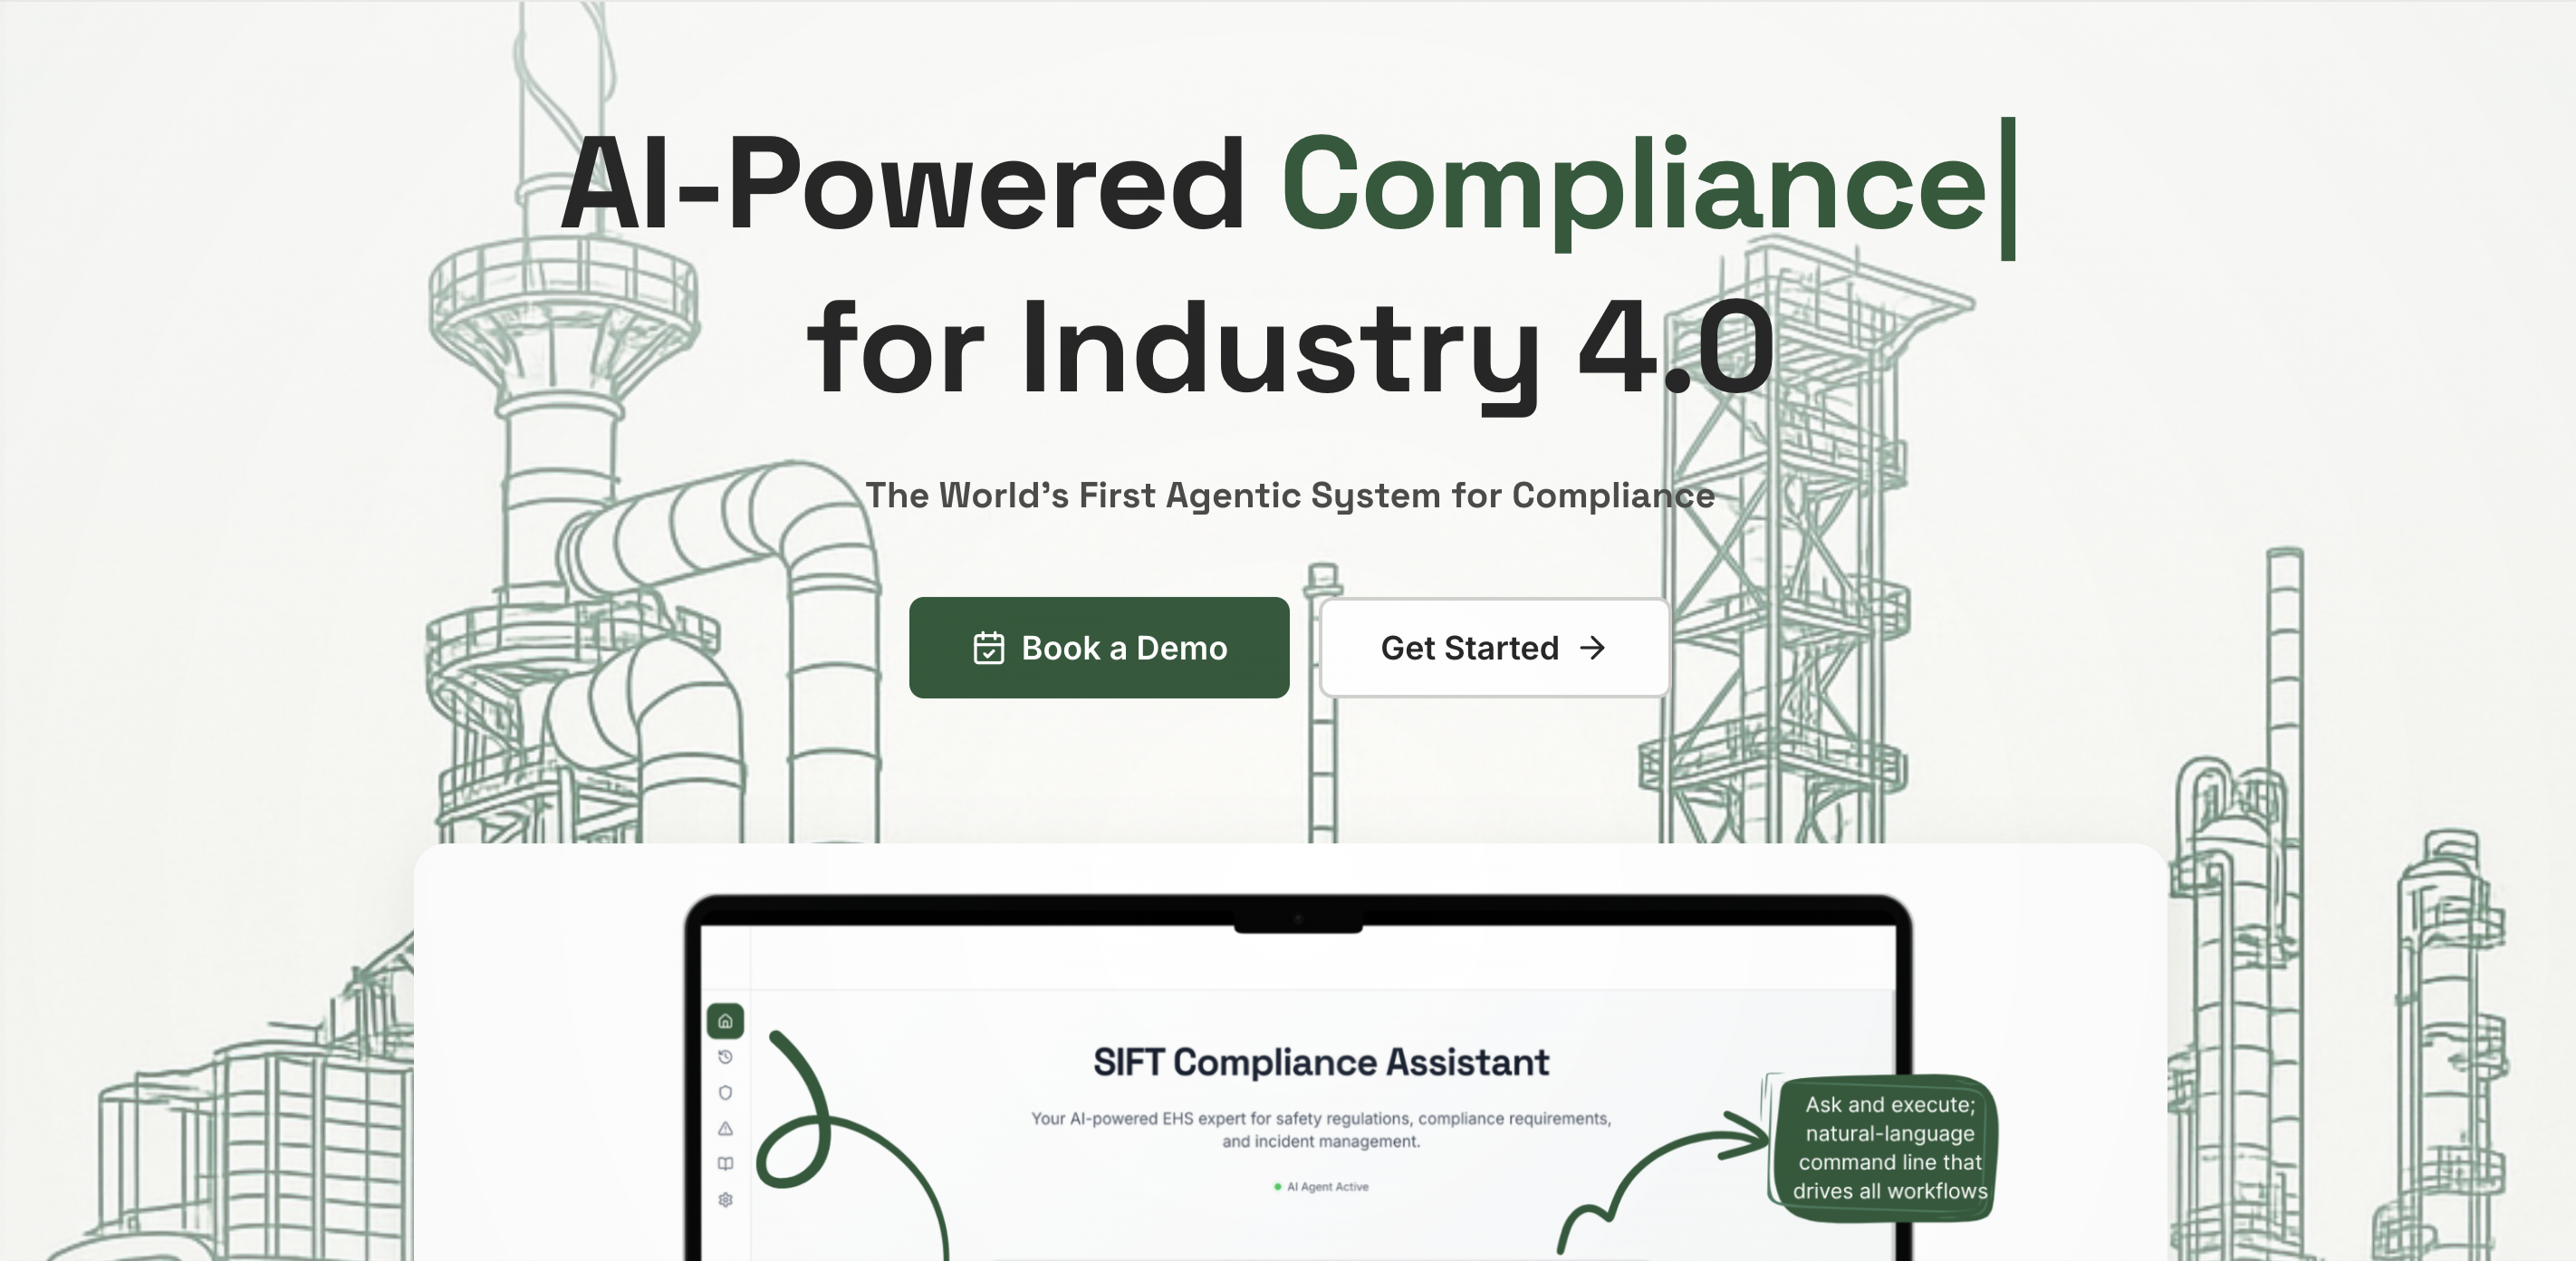 AI-Powered Compliance|
for Industry 4.0
The World's First Agentic System for Compliance
Book a Demo
Get Started →
SIFT Compliance Assistant
Your AI-powered EHS expert for safety regulations, compliance requirements,
and incident management.
AI Agent Active
Ask and execute;
natural-language
command line that
drives all workflows